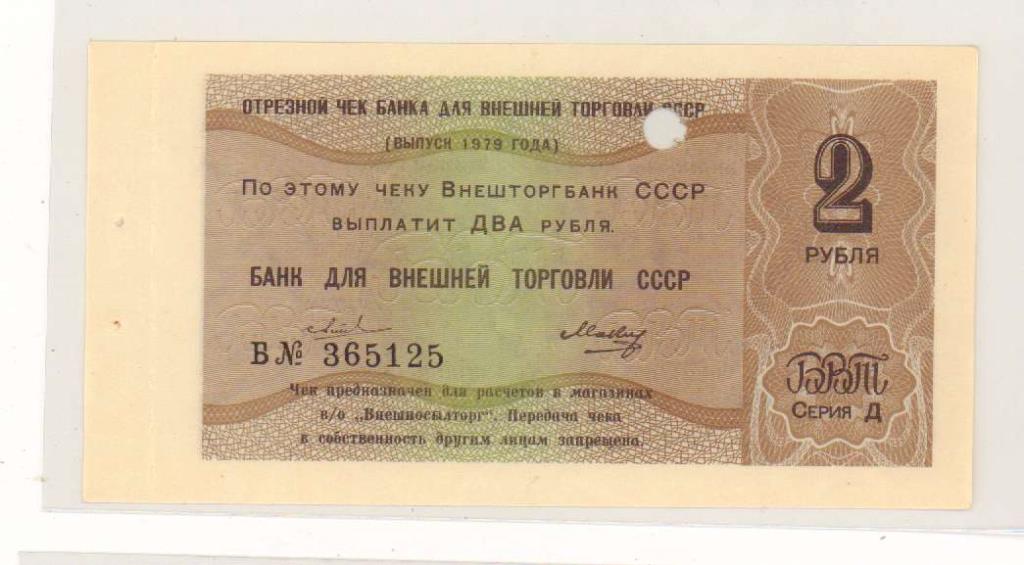 ОТРЕЗНОЙ ЧЕК БАНКА ДЛЯ ВНЕШНЕЙ ТОРГОВЛИ СССР
(ВЫПУСК 1979 ГОДА)
По этому чеку Внешторгбанк СССР
выплатит ДВА рубля.
БАНК ДЛЯ ВНЕШНЕЙ ТОРГОВЛИ СССР
В № 365125
Чек предназначен для расчетов в магазинах
в/о „Внешпосылторг". Передача чека
в собственность другим лицам запрещена.
2
РУБЛЯ
БВТ
Серия Д